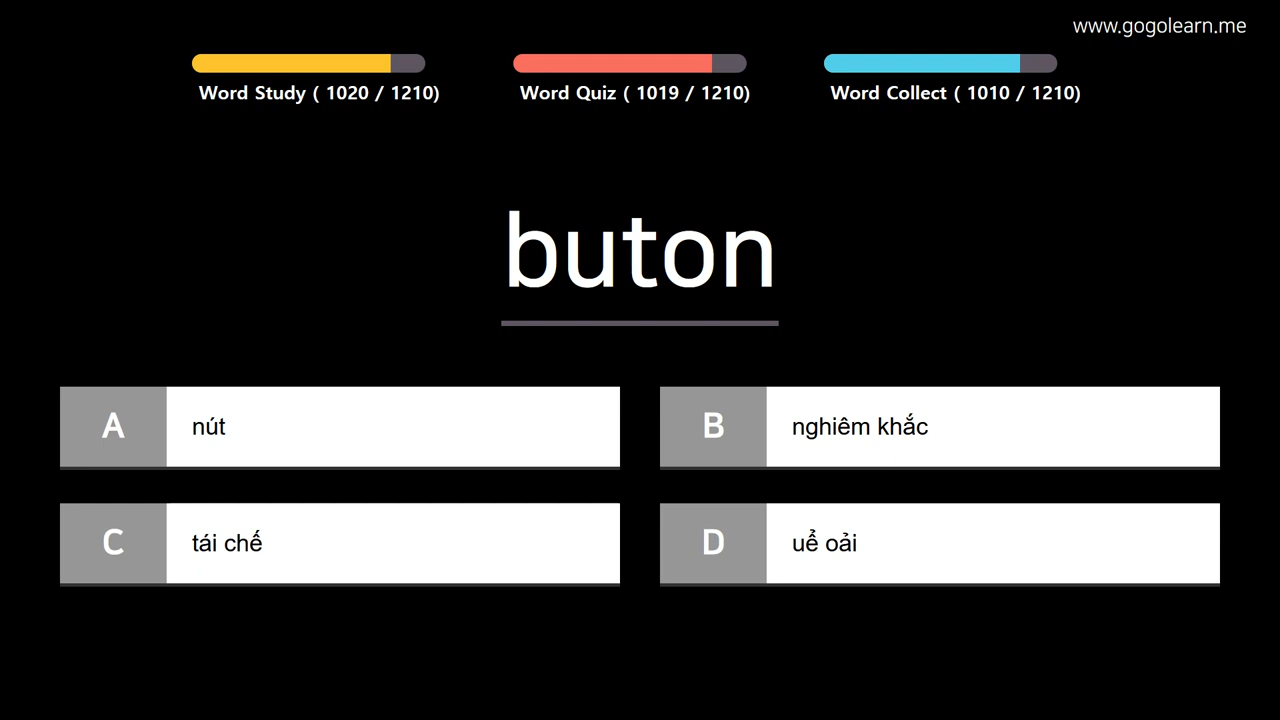 www.gogolearn.me
Word Study ( 1020 / 1210)
Word Quiz ( 1019 / 1210)
Word Collect ( 1010 / 1210)
buton
A nút
B nghiêm khắc
C tái chế
D uể oải